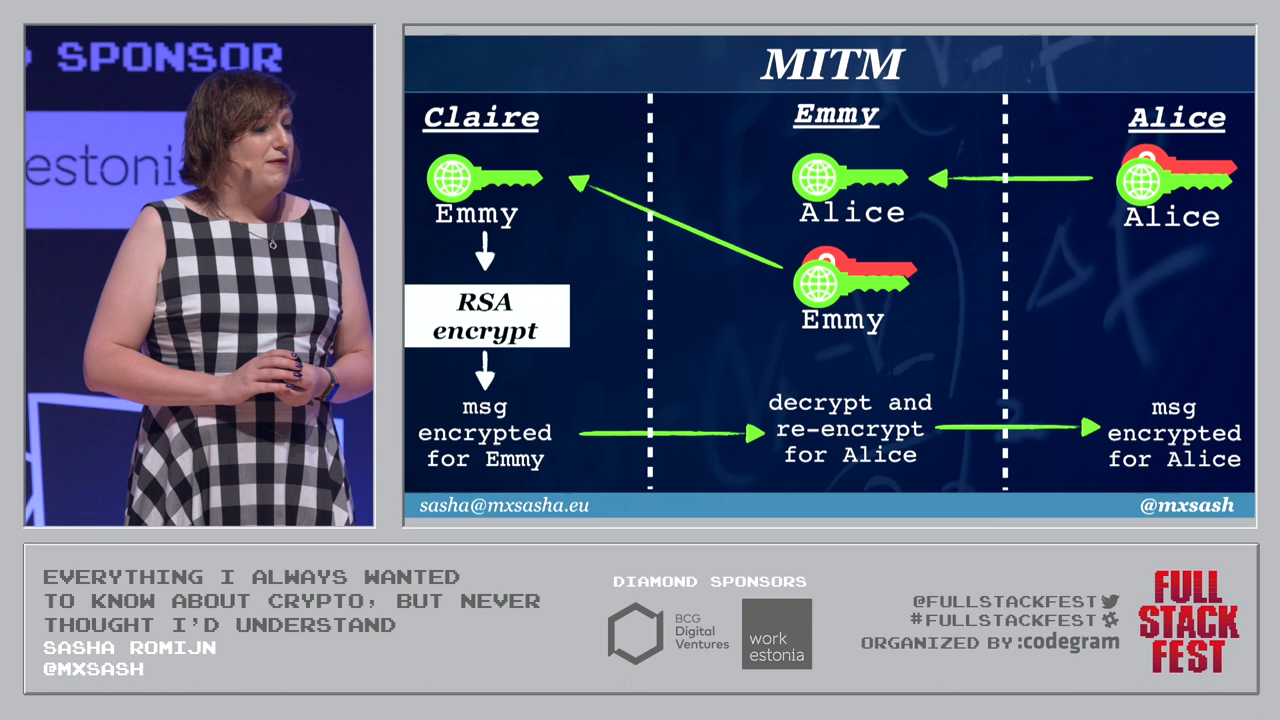 SPONSOR
estonia
MITM
Claire
Emmy
Alice
Emmy
Alice
Alice
Emmy
RSA
encrypt
msg
encrypted
for Emmy
decrypt and
re-encrypt
for Alice
msg
encrypted
for Alice
sasha@mxsasha.eu
@mxsash
EVERYTHING I ALWAYS WANTED
TO KNOW ABOUT CRYPTO, BUT NEVER
THOUGHT I'D UNDERSTAND
SASHA ROMIJN
@MXSASH
DIAMOND SPONSORS
BCG
Digital
Ventures
work
estonia
@FULLSTACKFEST
#FULLSTACKFEST
ORGANIZED BY :codegram
FULL
STACK
FEST